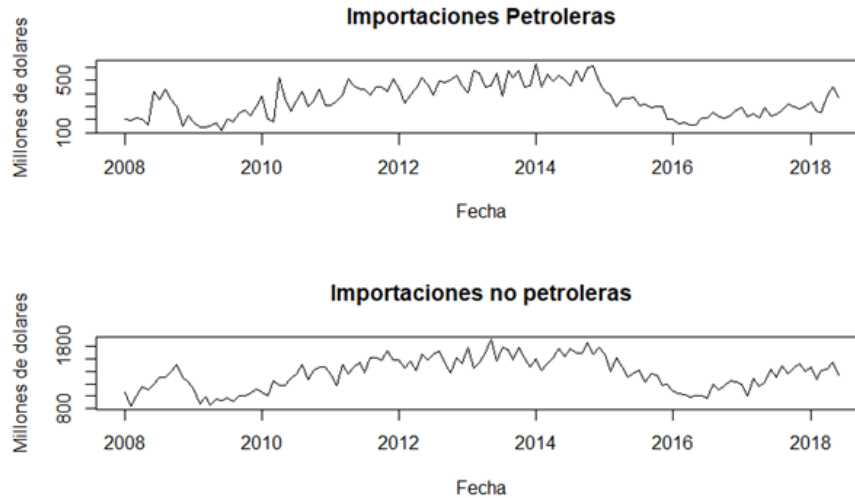 Importaciones Petroleras
Millones de dolares
500
100
2008 2010 2012 2014 2016 2018
Fecha
Importaciones no petroleras
Millones de dolares
1800
800
2008 2010 2012 2014 2016 2018
Fecha